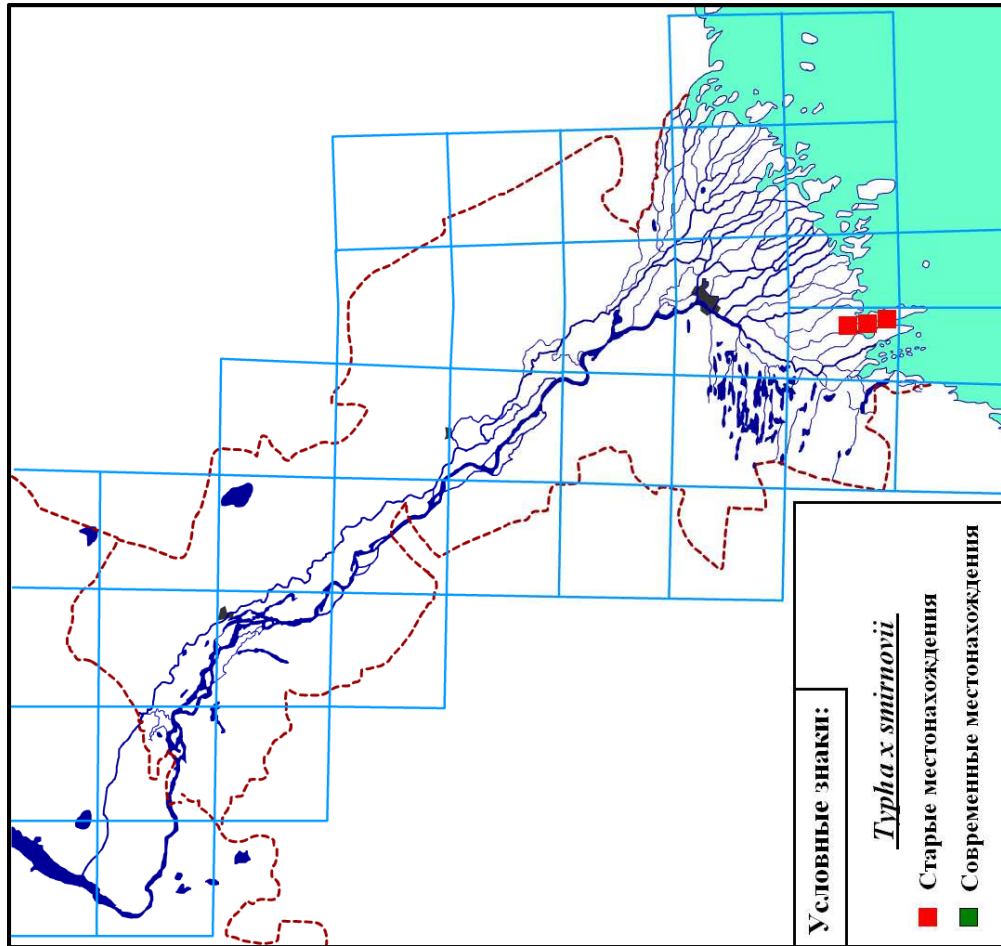 Условные знаки:
Typha x smirnovii
Старые местонахождения
Современные местонахождения